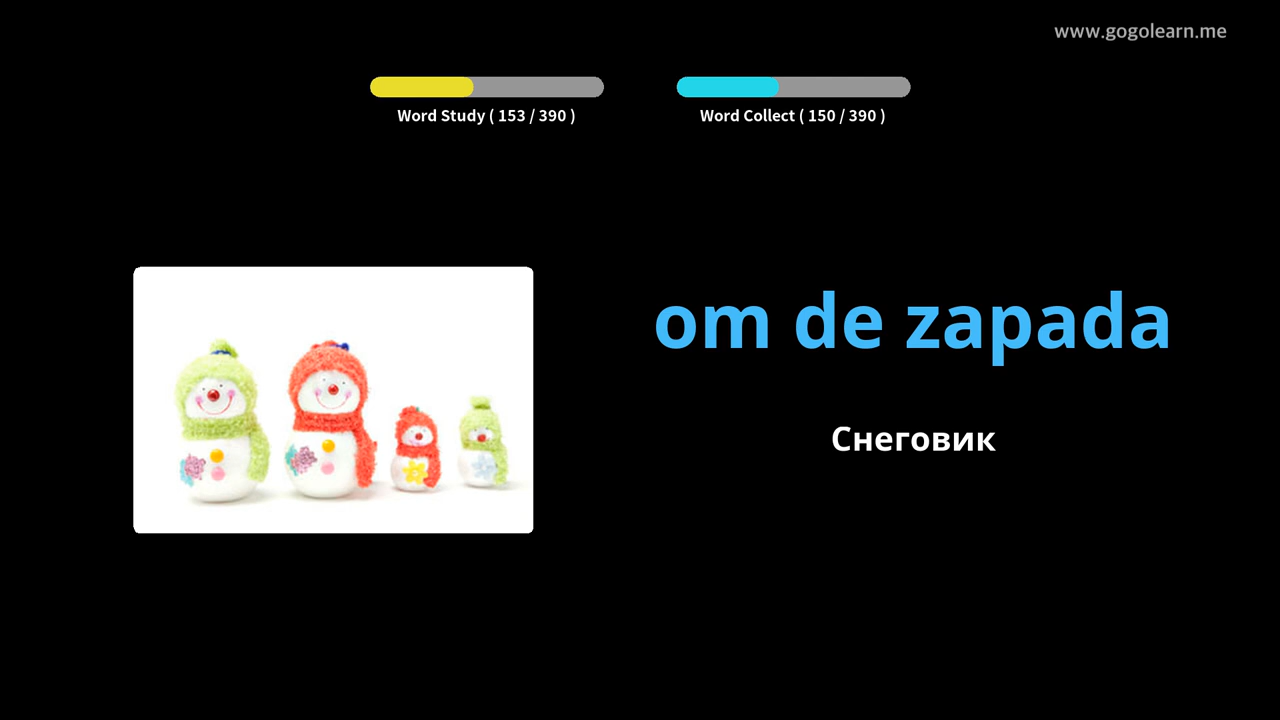 www.gogolearn.me
Word Study ( 153 / 390 )
Word Collect ( 150 / 390 )
om de zapada
Снеговик